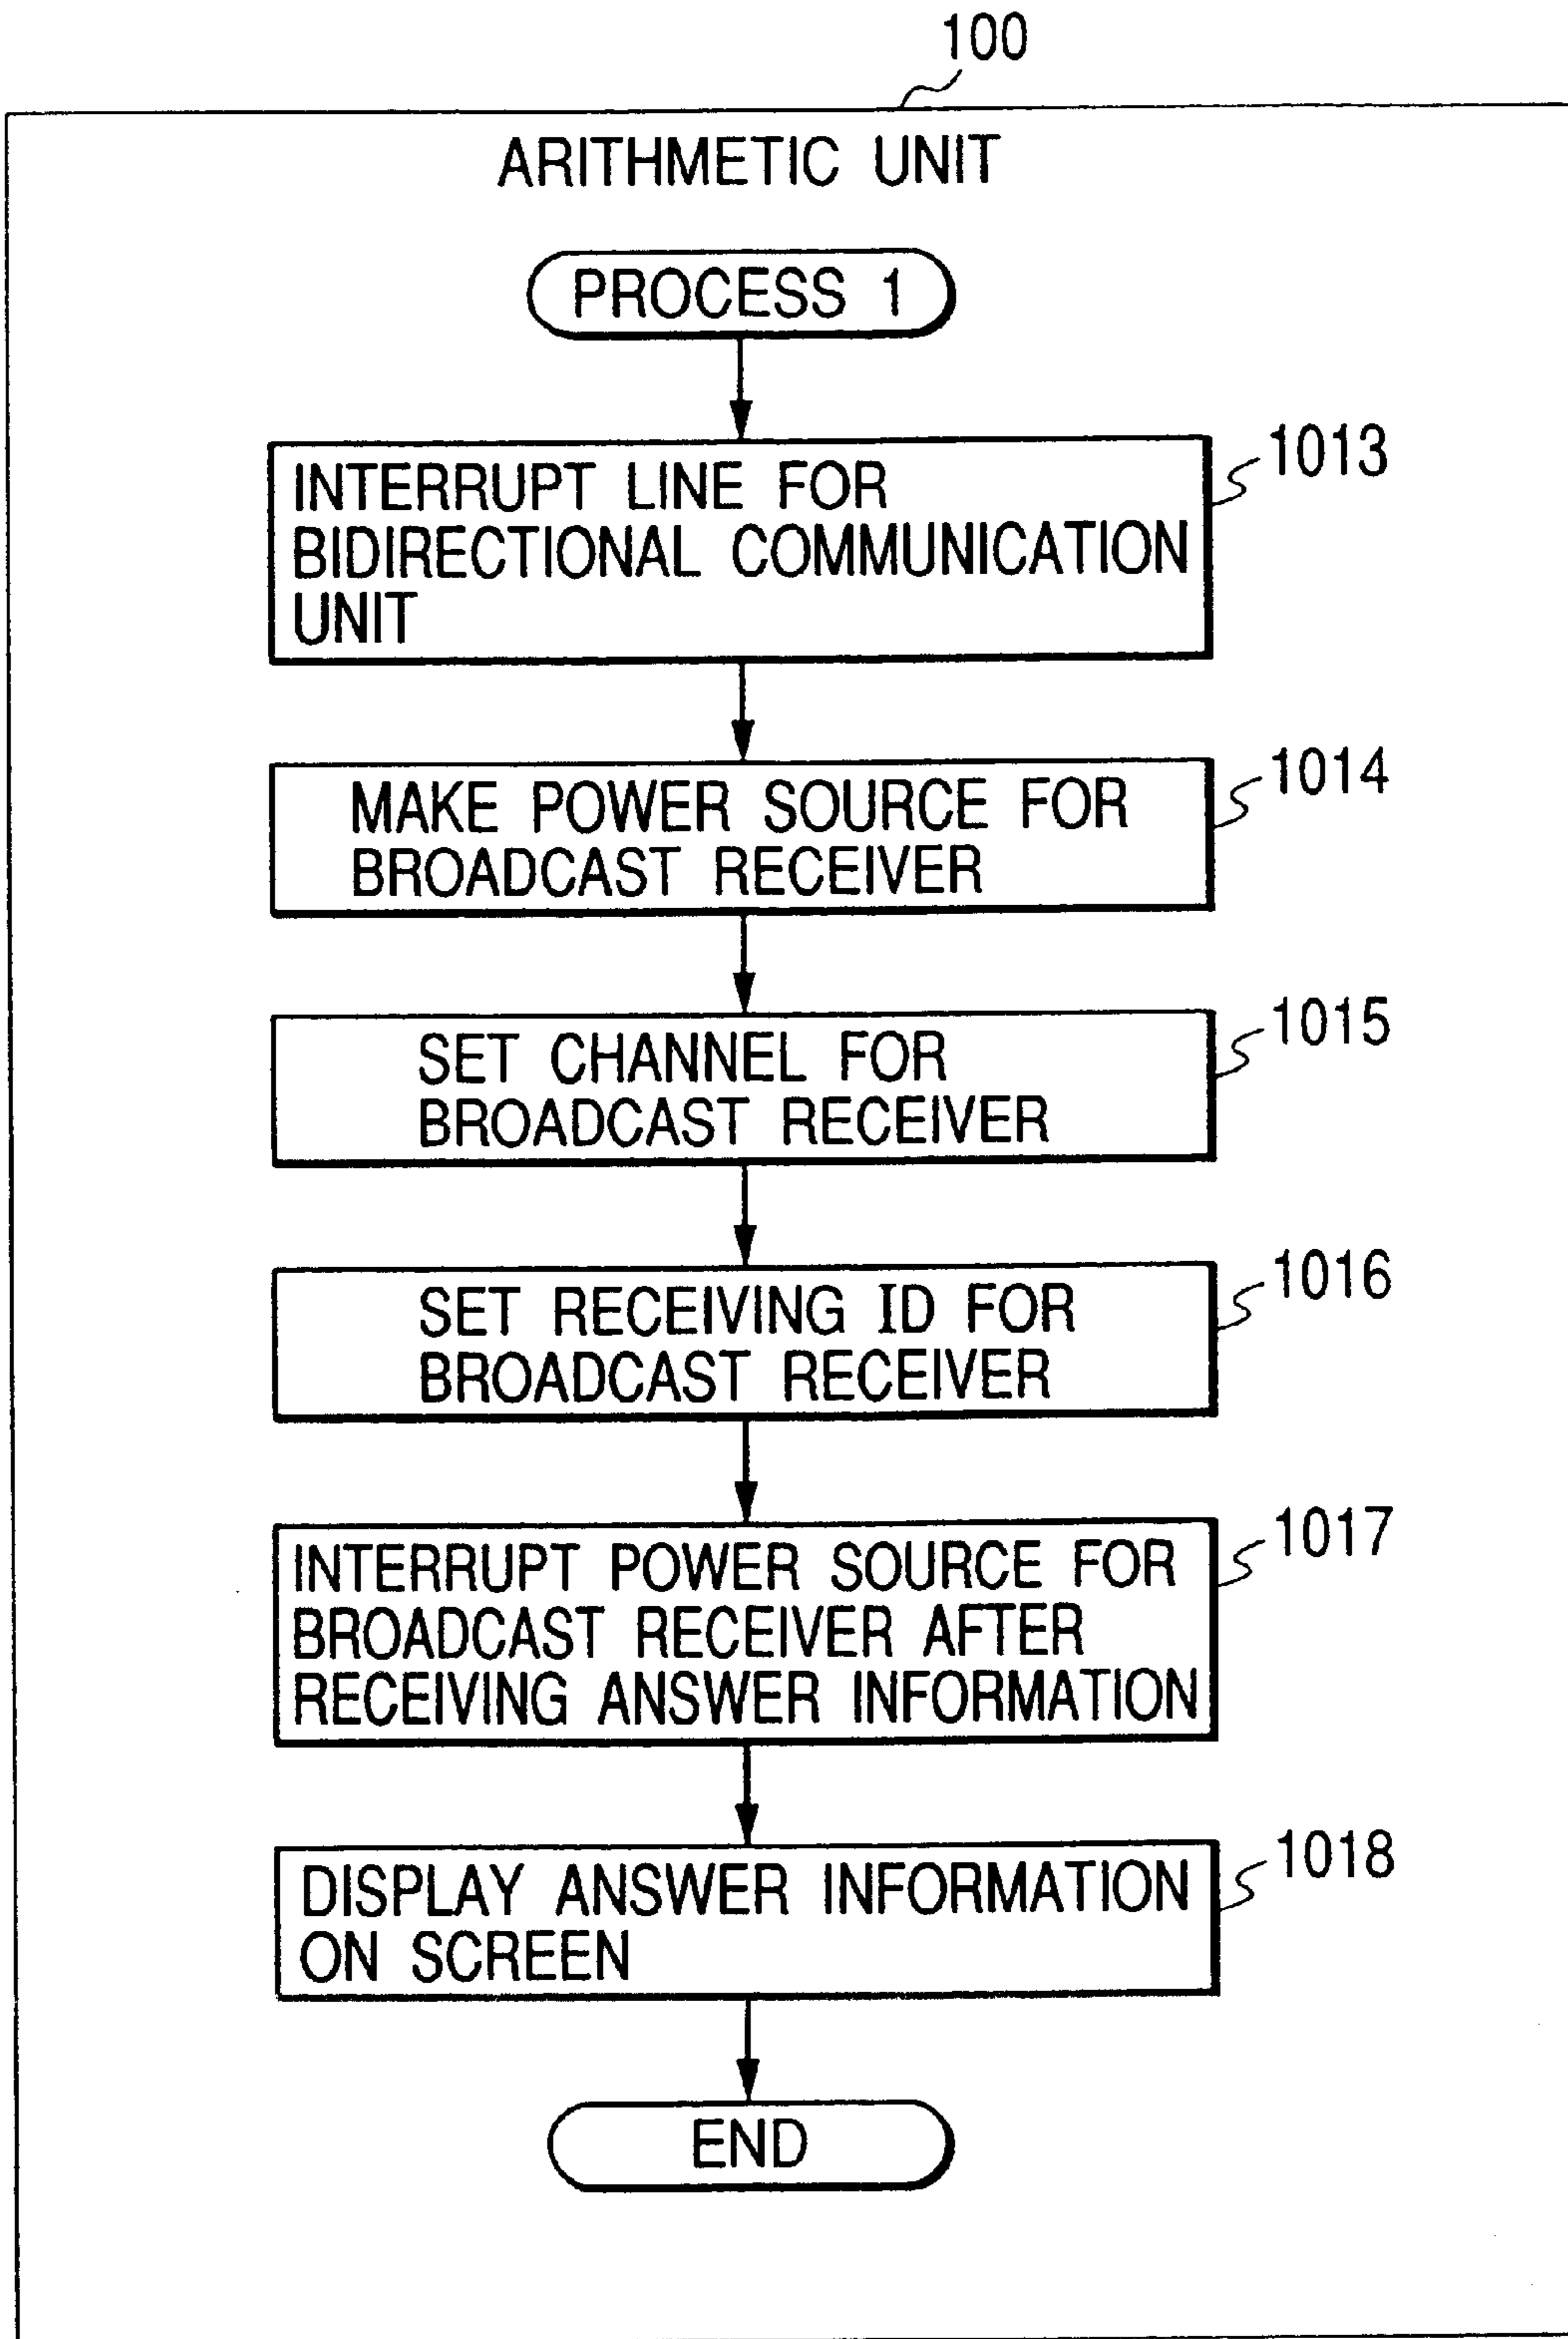 100
ARITHMETIC UNIT
PROCESS 1
1013
INTERRUPT LINE FOR
BIDIRECTIONAL COMMUNICATION
UNIT
1014
MAKE POWER SOURCE FOR
BROADCAST RECEIVER
1015
SET CHANNEL FOR
BROADCAST RECEIVER
1016
SET RECEIVING ID FOR
BROADCAST RECEIVER
1017
INTERRUPT POWER SOURCE FOR
BROADCAST RECEIVER AFTER
RECEIVING ANSWER INFORMATION
1018
DISPLAY ANSWER INFORMATION
ON SCREEN
END